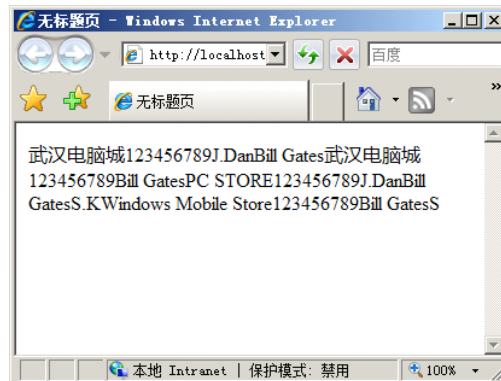 无标题页 - Windows Internet Explorer
http://localhost
百度
无标题页
»
武汉电脑城123456789J.DanBill Gates武汉电脑城
123456789Bill GatesPC STORE123456789J.DanBill
GatesS.KWindows Mobile Store123456789Bill GatesS
本地 Intranet | 保护模式: 禁用
100%